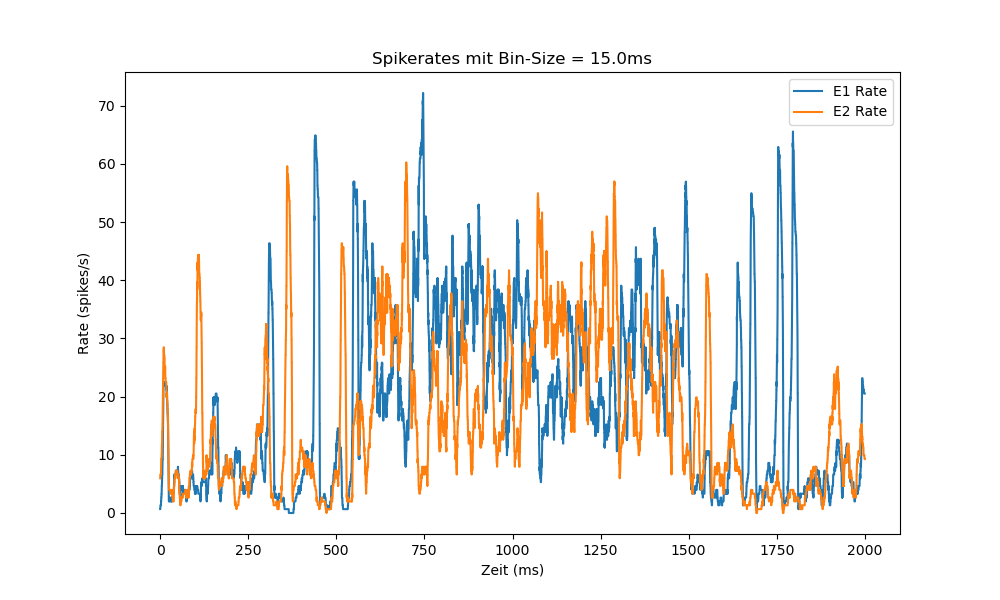 Spikerates mit Bin-Size = 15.0ms
E1 Rate
E2 Rate
Rate (spikes/s)
70
60
50
40
30
20
10
0
0 250 500 750 1000 1250 1500 1750 2000
Zeit (ms)